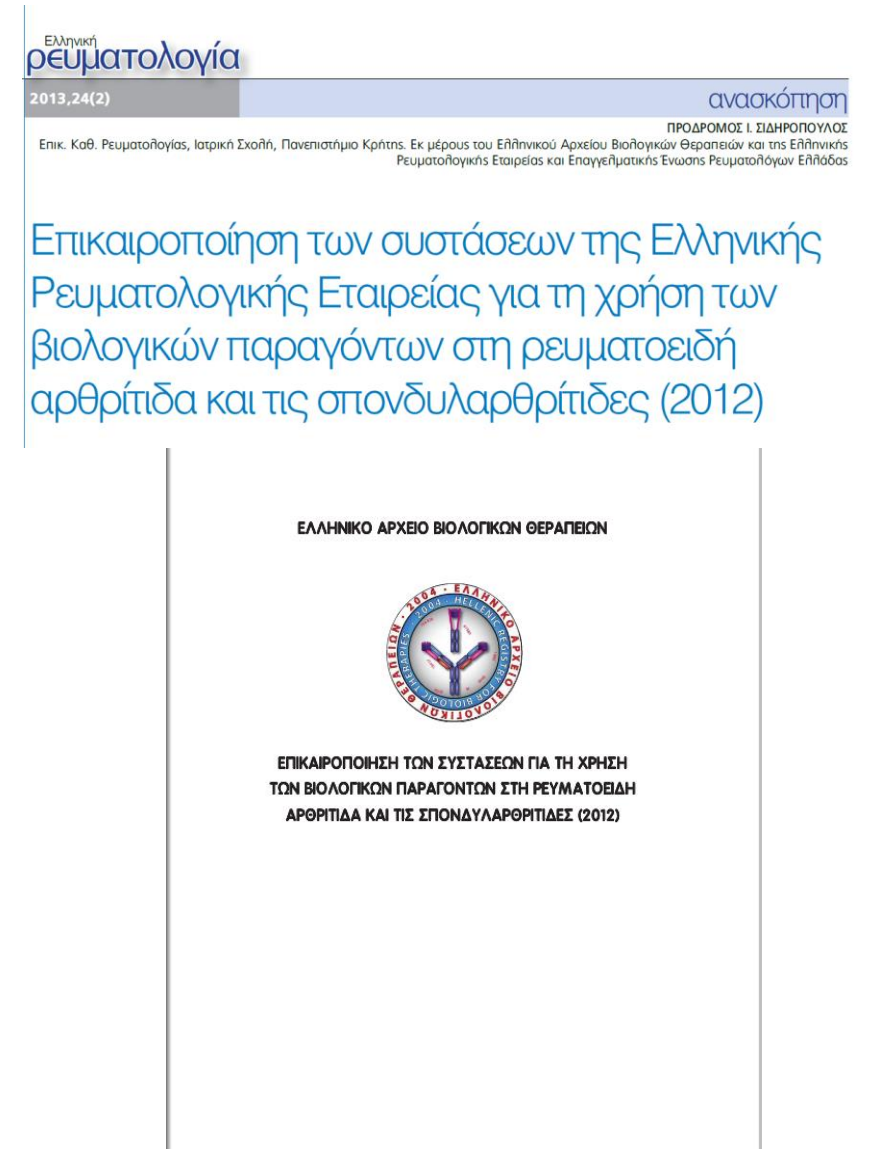 Ελληνική
ρευματολογία
2013,24(2)
ανασκόπηση
ΠΡΟΔΡΟΜΟΣ Ι. ΣΙΔΗΡΟΠΟΥΛΟΣ
Επικ. Καθ. Ρευματολογίας, Ιατρική Σχολή, Πανεπιστήμιο Κρήτης. Εκ μέρους του Ελληνικού Αρχείου Βιολογικών Θεραπειών και της Ελληνικής
Ρευματολογικής Εταιρείας και Επαγγελματικής Ένωσης Ρευματολόγων Ελλάδας
Επικαιροποίηση των συστάσεων της Ελληνικής
Ρευματολογικής Εταιρείας για τη χρήση των
βιολογικών παραγόντων στη ρευματοειδή
αρθρίτιδα και τις σπονδυλαρθρίτιδες (2012)
ΕΛΛΗΝΙΚΟ ΑΡΧΕΙΟ ΒΙΟΛΟΓΙΚΩΝ ΘΕΡΑΠΕΙΩΝ
2004 · ΕΛΛΗΝΙΚΟ ΑΡΧΕΙΟ ΒΙΟΛΟΓΙΚΩΝ ΘΕΡΑΠΕΙΩΝ
2004 · HELLENIC REGISTRY FOR BIOLOGIC THERAPIES
ΕΠΙΚΑΙΡΟΠΟΙΗΣΗ ΤΩΝ ΣΥΣΤΑΣΕΩΝ ΓΙΑ ΤΗ ΧΡΗΣΗ
ΤΩΝ ΒΙΟΛΟΓΙΚΩΝ ΠΑΡΑΓΟΝΤΩΝ ΣΤΗ ΡΕΥΜΑΤΟΕΙΔΗ
ΑΡΘΡΙΤΙΔΑ ΚΑΙ ΤΙΣ ΣΠΟΝΔΥΛΑΡΘΡΙΤΙΔΕΣ (2012)